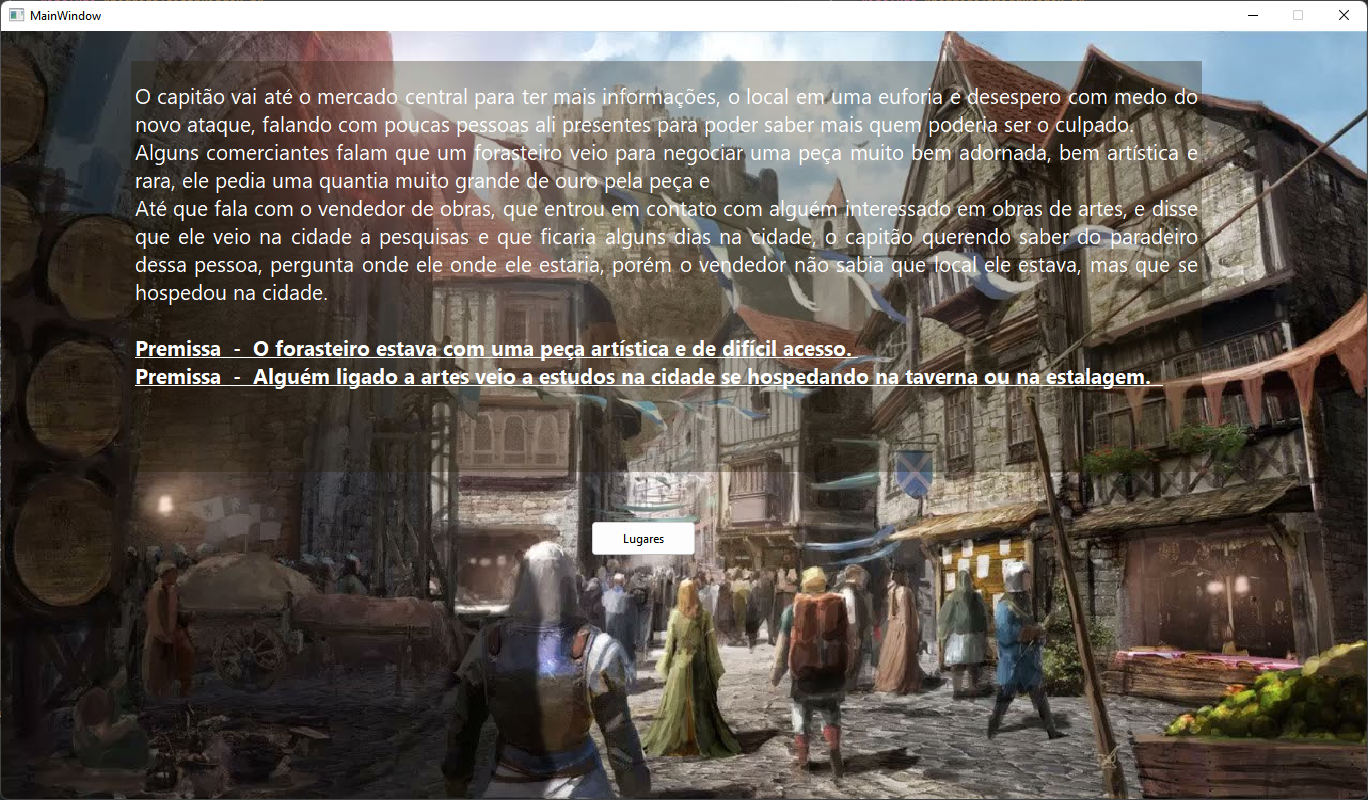 MainWindow
O capitão vai até o mercado central para ter mais informações, o local em uma euforia e desespero com medo do
novo ataque, falando com poucas pessoas ali presentes para poder saber mais quem poderia ser o culpado.
Alguns comerciantes falam que um forasteiro veio para negociar uma peça muito bem adornada, bem artística e
rara, ele pedia uma quantia muito grande de ouro pela peça e
Até que fala com o vendedor de obras, que entrou em contato com alguém interessado em obras de artes, e disse
que ele veio na cidade a pesquisas e que ficaria alguns dias na cidade, o capitão querendo saber do paradeiro
dessa pessoa, pergunta onde ele onde ele estaria, porém o vendedor não sabia que local ele estava, mas que se
hospedou na cidade.
Premissa - O forasteiro estava com uma peça artística e de difícil acesso.
Premissa - Alguém ligado a artes veio a estudos na cidade se hospedando na taverna ou na estalagem.
Lugares